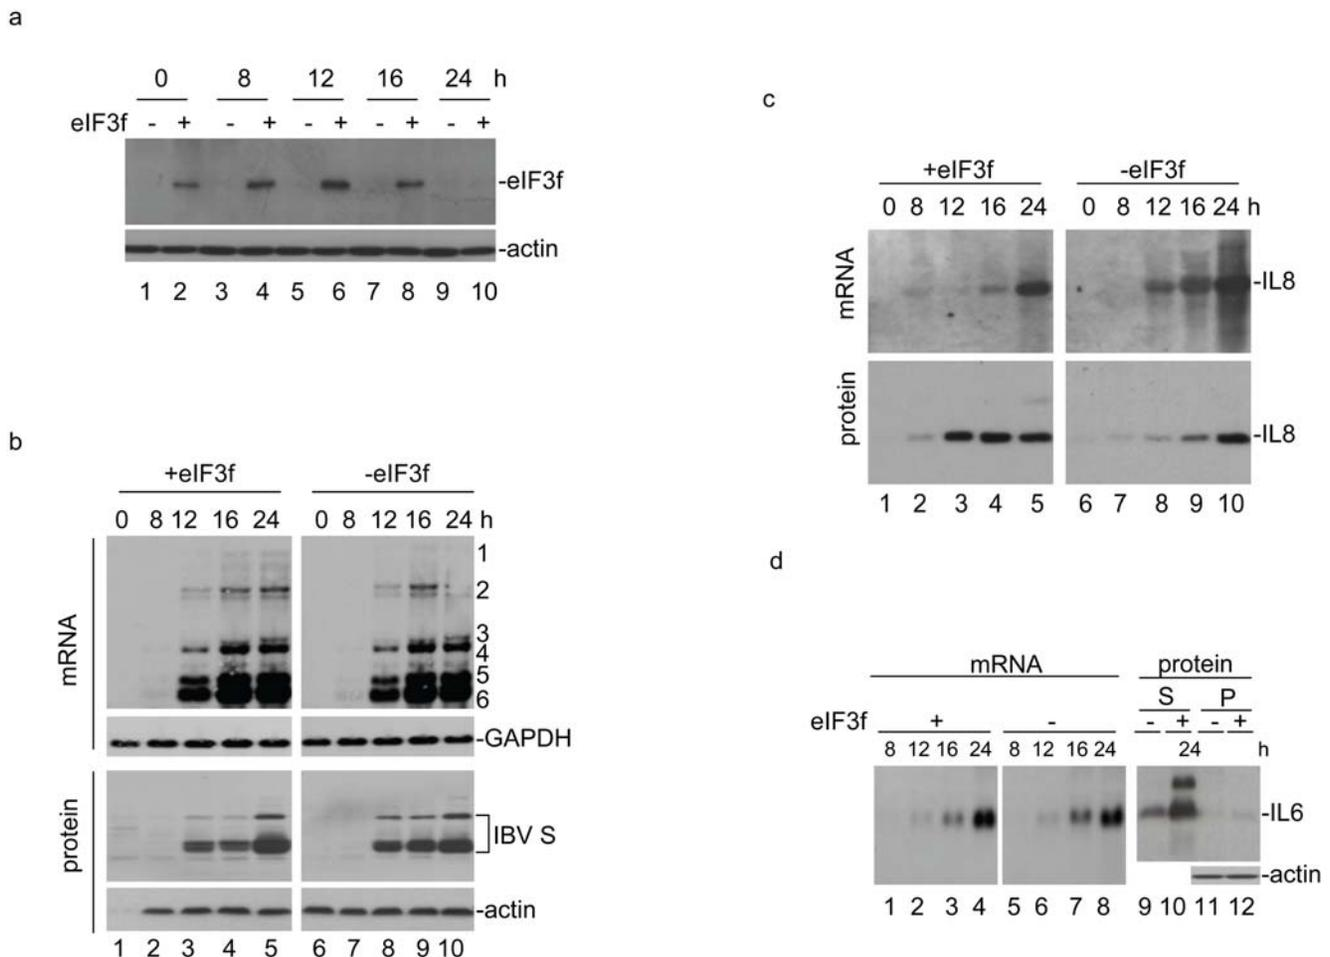 a
0 8 12 16 24 h
eIF3f - + - + - + - + - +
-eIF3f
-actin
1 2 3 4 5 6 7 8 9 10
b
+eIF3f -eIF3f
0 8 12 16 24 0 8 12 16 24 h
mRNA
1
2
3
4
5
6
-GAPDH
protein
IBV S
-actin
1 2 3 4 5 6 7 8 9 10
c
+eIF3f -eIF3f
0 8 12 16 24 0 8 12 16 24 h
mRNA
-IL8
protein
-IL8
1 2 3 4 5 6 7 8 9 10
d
mRNA protein
S P
eIF3f + - - + - +
8 12 16 24 8 12 16 24 24 h
-IL6
-actin
1 2 3 4 5 6 7 8 9 10 11 12